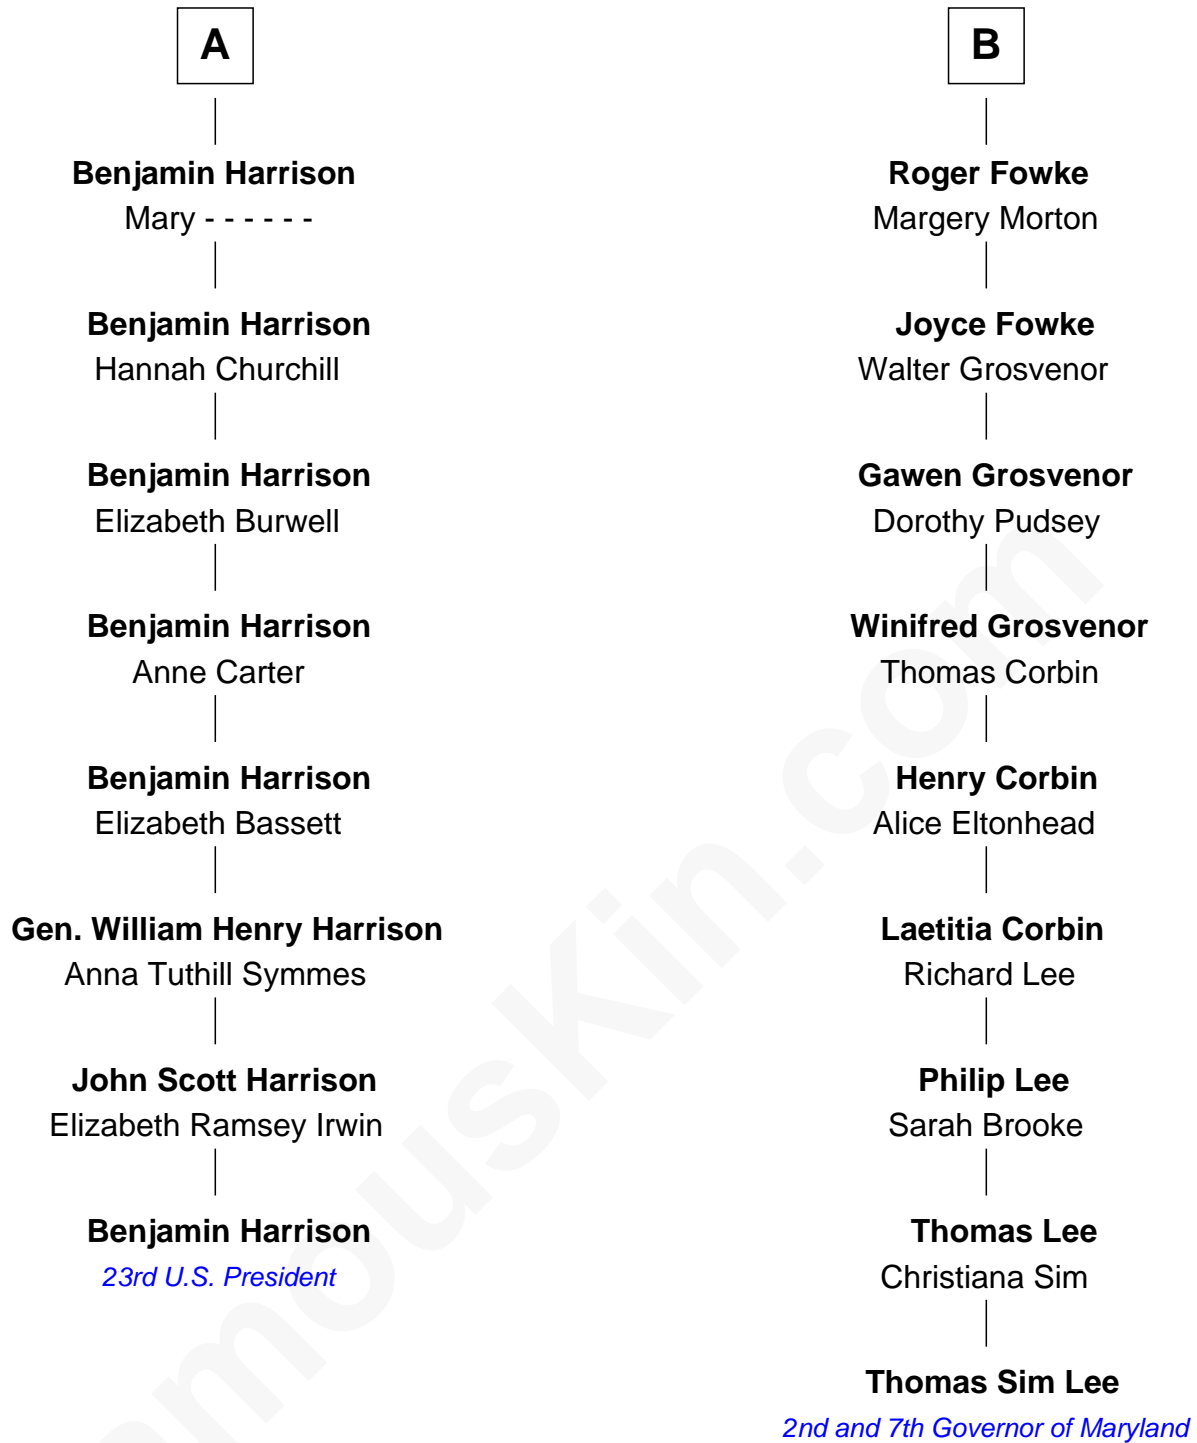 A
Benjamin Harrison
Mary - - - - - -
Benjamin Harrison
Hannah Churchill
Benjamin Harrison
Elizabeth Burwell
Benjamin Harrison
Anne Carter
Benjamin Harrison
Elizabeth Bassett
Gen. William Henry Harrison
Anna Tuthill Symmes
John Scott Harrison
Elizabeth Ramsey Irwin
Benjamin Harrison
23rd U.S. President
B
Roger Fowke
Margery Morton
Joyce Fowke
Walter Grosvenor
Gawen Grosvenor
Dorothy Pudsey
Winifred Grosvenor
Thomas Corbin
Henry Corbin
Alice Eltonhead
Laetitia Corbin
Richard Lee
Philip Lee
Sarah Brooke
Thomas Lee
Christiana Sim
Thomas Sim Lee
2nd and 7th Governor of Maryland
amousKin.com